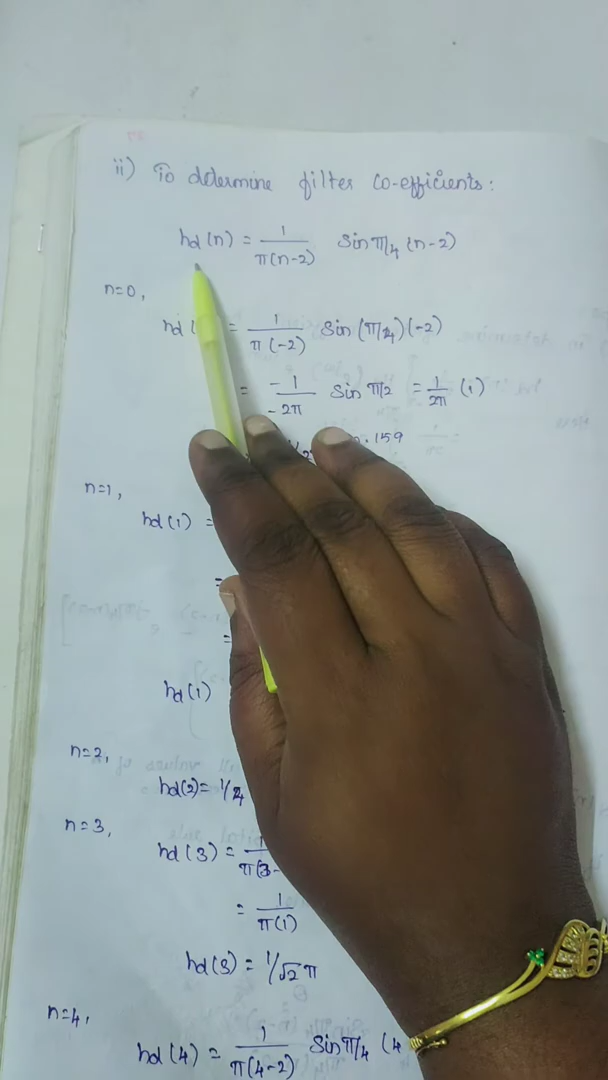 ii) To determine filter co-efficients:
hd(n) = 1/π(n-2) Sin π/4 (n-2)
n=0,
hd( = 1/π(-2) Sin (π/4)(-2)
= -1/-2π Sin π/2 = 1/2π (1)
.159
n=1,
hd(1) =
=
=
hd(1)
n=2,
hd(2) = 1/4
n=3,
hd(3) = π(3-
= 1/π(1)
hd(3) = 1/√2 π
n=4,
hd(4) = 1/π(4-2) Sin π/4 (4